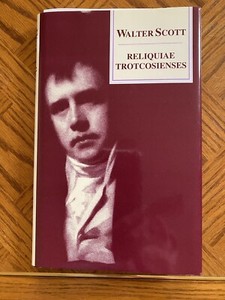 WALTER SCOTT
RELIQUIAE
TROTCOSIENSES